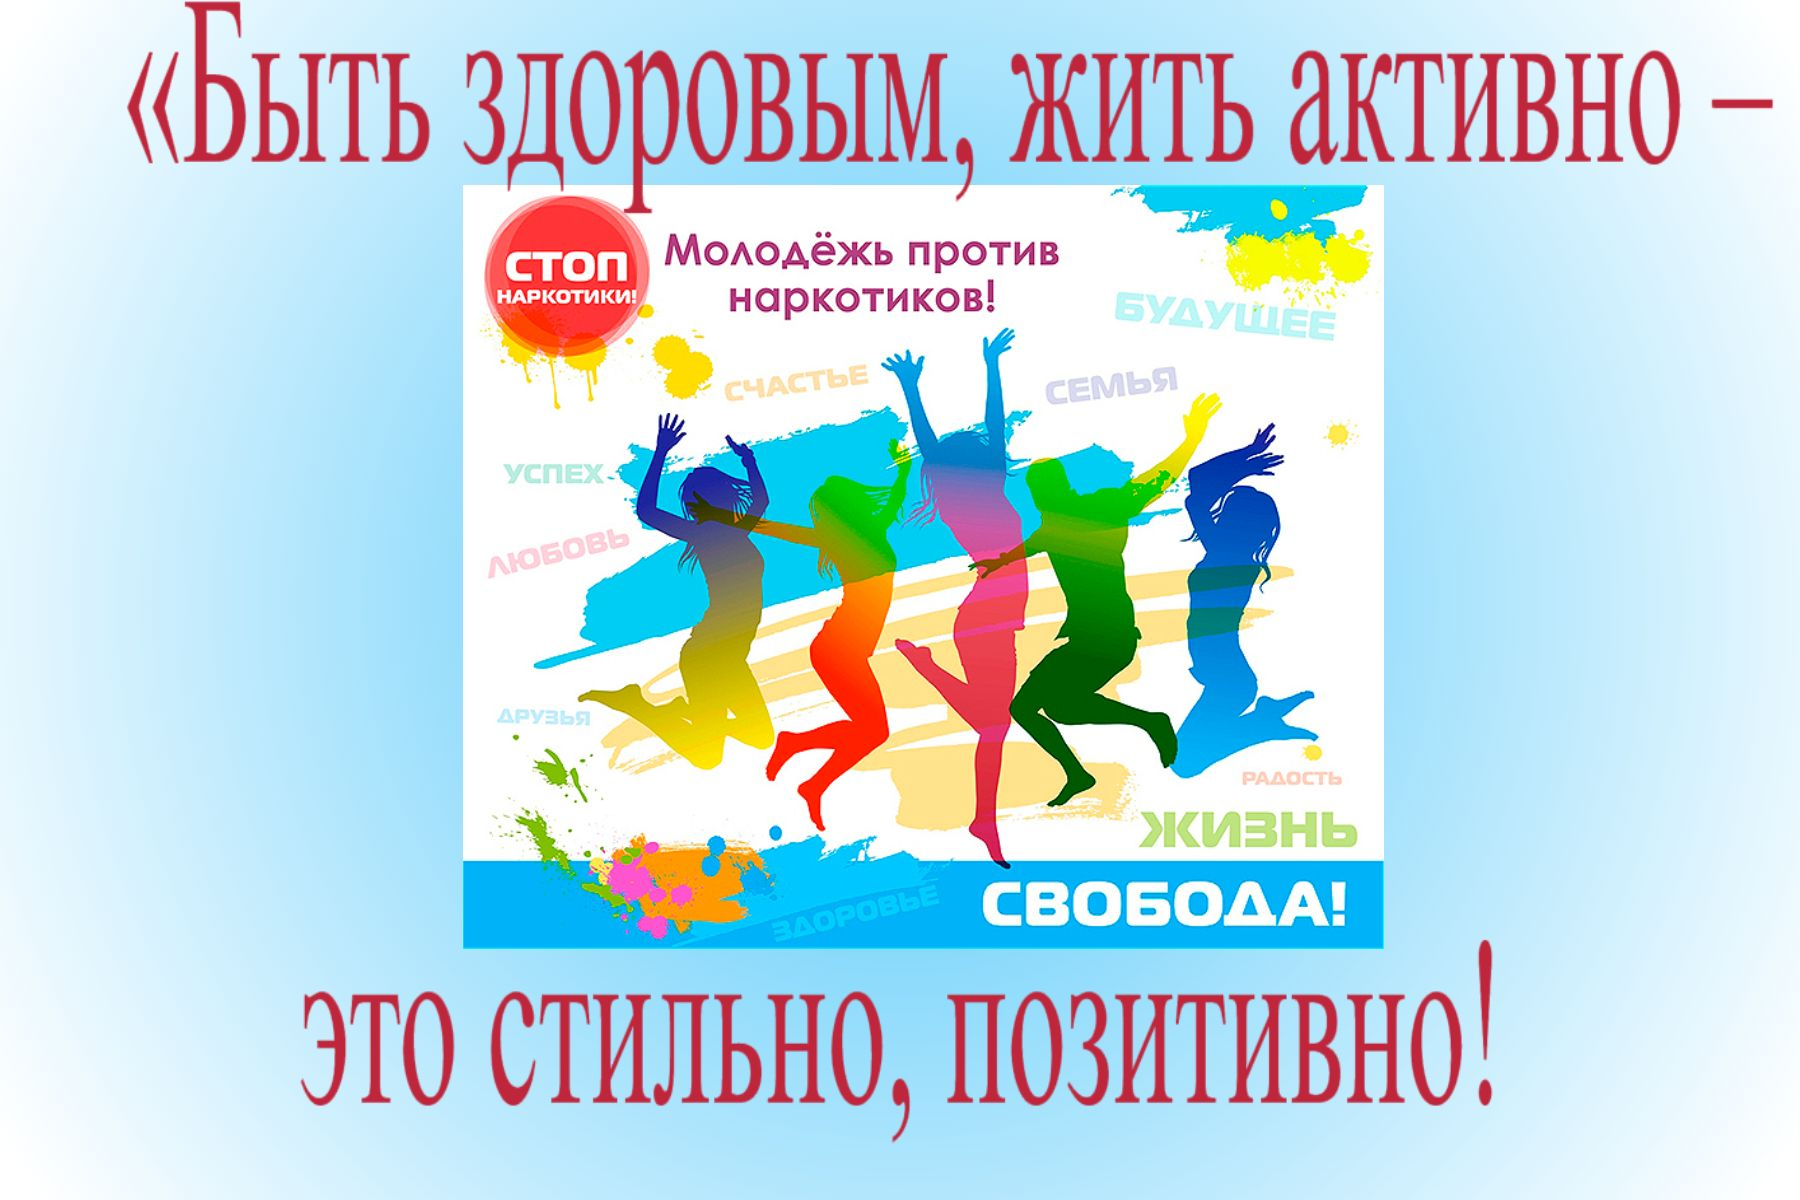 «Быть здоровым, жить активно –
СТОП
НАРКОТИКИ!
Молодёжь против
наркотиков!
БУДУЩЕЕ
СЧАСТЬЕ
СЕМЬЯ
УСПЕХ
ЛЮБОВЬ
ДРУЗЬЯ
РАДОСТЬ
ЖИЗНЬ
ЗДОРОВЬЕ
СВОБОДА!
это стильно, позитивно!